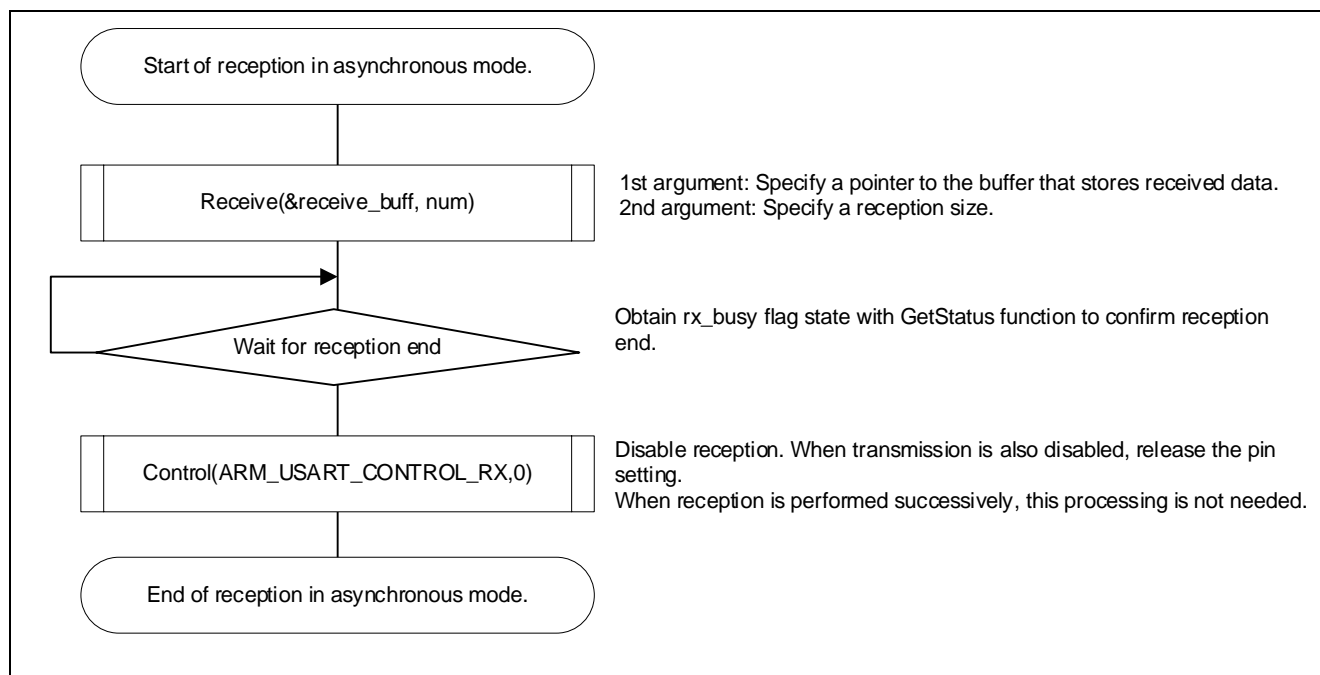 Start of reception in asynchronous mode.
Receive(&receive_buff, num)
1st argument: Specify a pointer to the buffer that stores received data.
2nd argument: Specify a reception size.
Wait for reception end
Obtain rx_busy flag state with GetStatus function to confirm reception
end.
Control(ARM_USART_CONTROL_RX,0)
Disable reception. When transmission is also disabled, release the pin
setting.
When reception is performed successively, this processing is not needed.
End of reception in asynchronous mode.